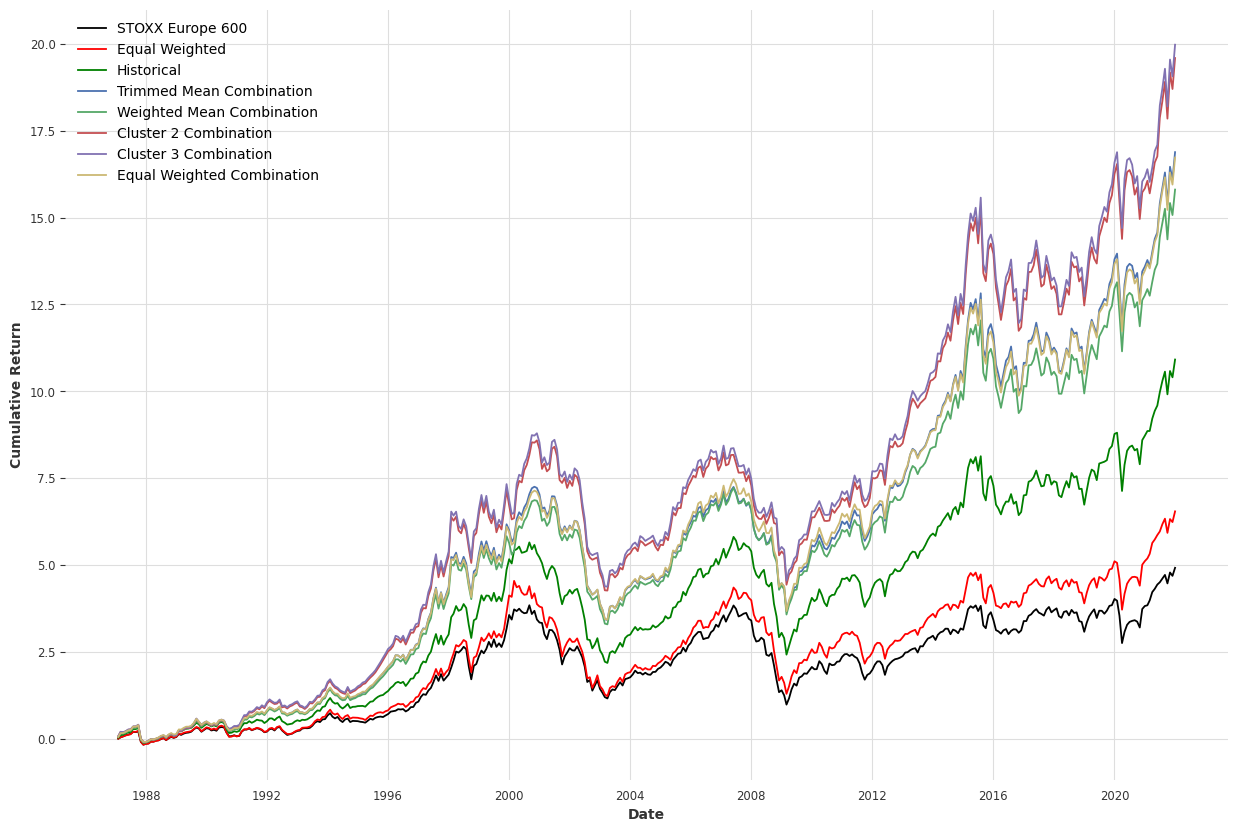 STOXX Europe 600
Equal Weighted
Historical
Trimmed Mean Combination
Weighted Mean Combination
Cluster 2 Combination
Cluster 3 Combination
Equal Weighted Combination
20.0
17.5
15.0
12.5
10.0
7.5
5.0
2.5
0.0
Cumulative Return
1988 1992 1996 2000 2004 2008 2012 2016 2020
Date